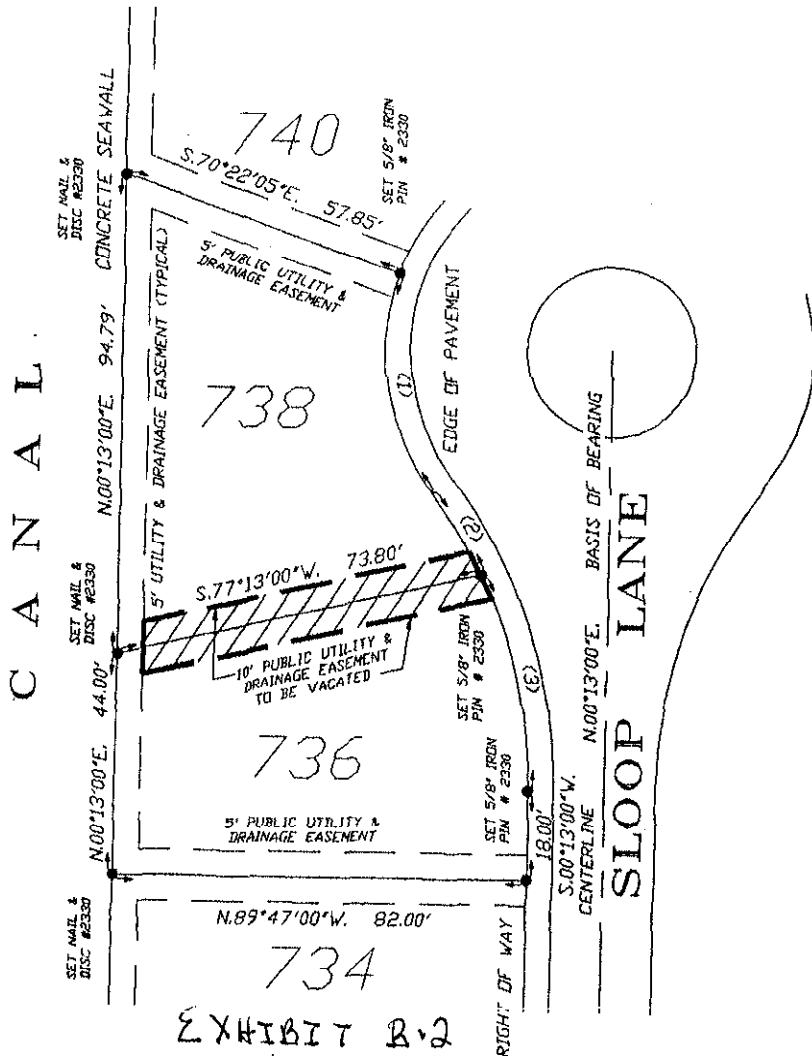 CANAL
SET NAIL &
DISC #2330
CONCRETE SEAWALL
N.00°13'00"E. 94.79'
SET NAIL &
DISC #2330
N.00°13'00"E. 44.00'
SET NAIL &
DISC #2330
740
S.70°22'05"E. 57.85'
SET 5/8" IRON
PIN # 2330
5' PUBLIC UTILITY &
DRAINAGE EASEMENT
5' UTILITY & DRAINAGE EASEMENT (TYPICAL)
738
(1)
EDGE OF PAVEMENT
(2)
S.77°13'00"W. 73.80'
10' PUBLIC UTILITY &
DRAINAGE EASEMENT
TO BE VACATED
SET 5/8" IRON
PIN # 2330
(3)
736
5' PUBLIC UTILITY &
DRAINAGE EASEMENT
SET 5/8" IRON
PIN # 2330
18.00'
S.00°13'00"W.
CENTERLINE
N.00°13'00"E. BASIS OF BEARING
SLOOP LANE
N.89°47'00"W. 82.00'
734
RIGHT OF WAY
EXHIBIT B.2